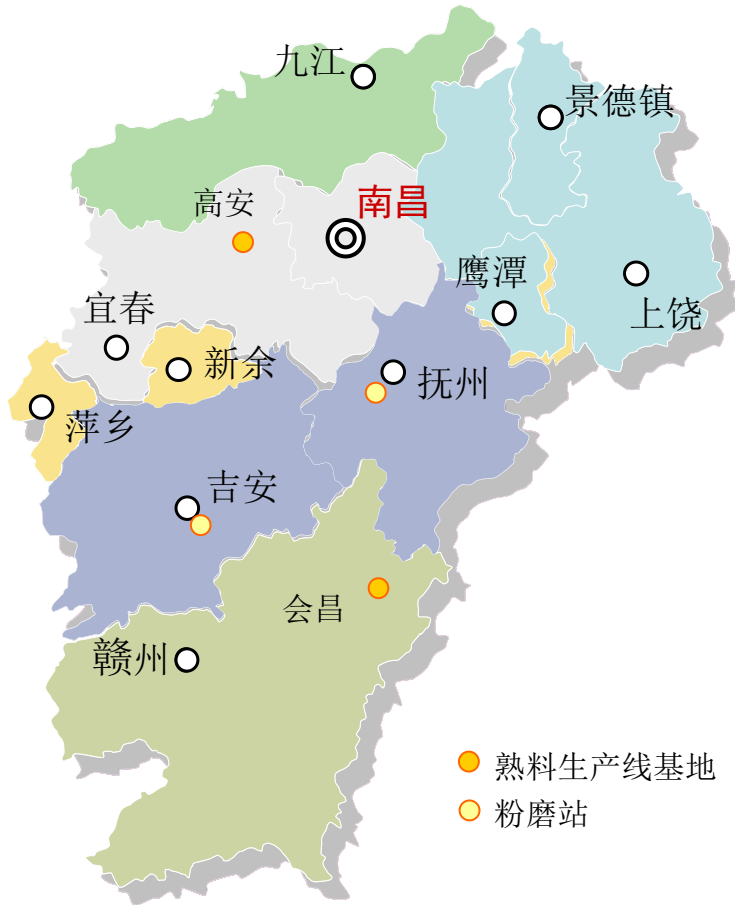 九江
景德镇
高安
南昌
鹰潭
宜春
上饶
新余
抚州
萍乡
吉安
会昌
赣州
熟料生产线基地
粉磨站